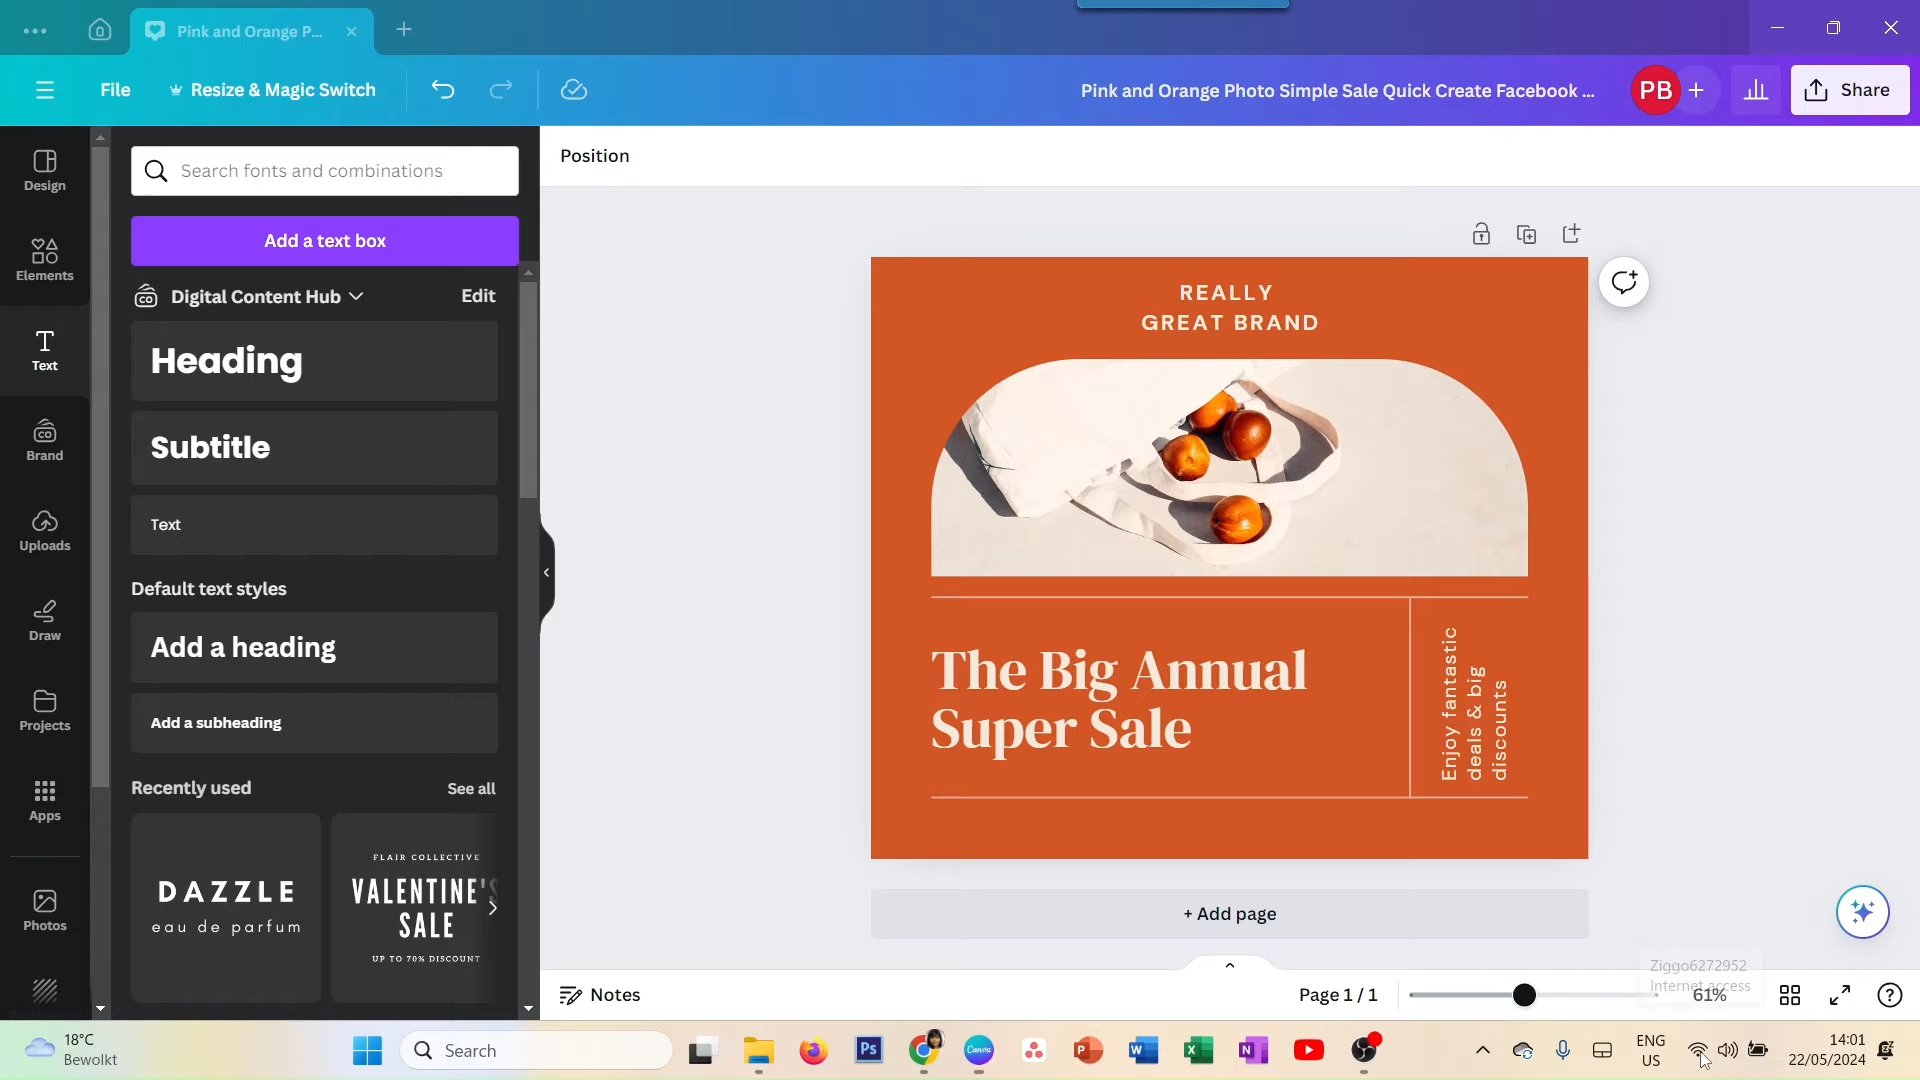 Pink and Orange P...
File
Resize & Magic Switch
Pink and Orange Photo Simple Sale Quick Create Facebook ...
PB
Share
Design
Elements
Text
Brand
Uploads
Draw
Projects
Apps
Photos
Search fonts and combinations
Add a text box
Digital Content Hub
Edit
Heading
Subtitle
Text
Default text styles
Add a heading
Add a subheading
Recently used
See all
DAZZLE
eau de parfum
FLAIR COLLECTIVE
VALENTINE'S
SALE
UP TO 70% DISCOUNT
Position
REALLY
GREAT BRAND
The Big Annual
Super Sale
Enjoy fantastic
deals & big
discounts
+ Add page
Ziggo6272952
Internet access
Notes
Page 1 / 1
61%
18°C
Bewolkt
Search
Ps
Canva
ENG
US
14:01
22/05/2024